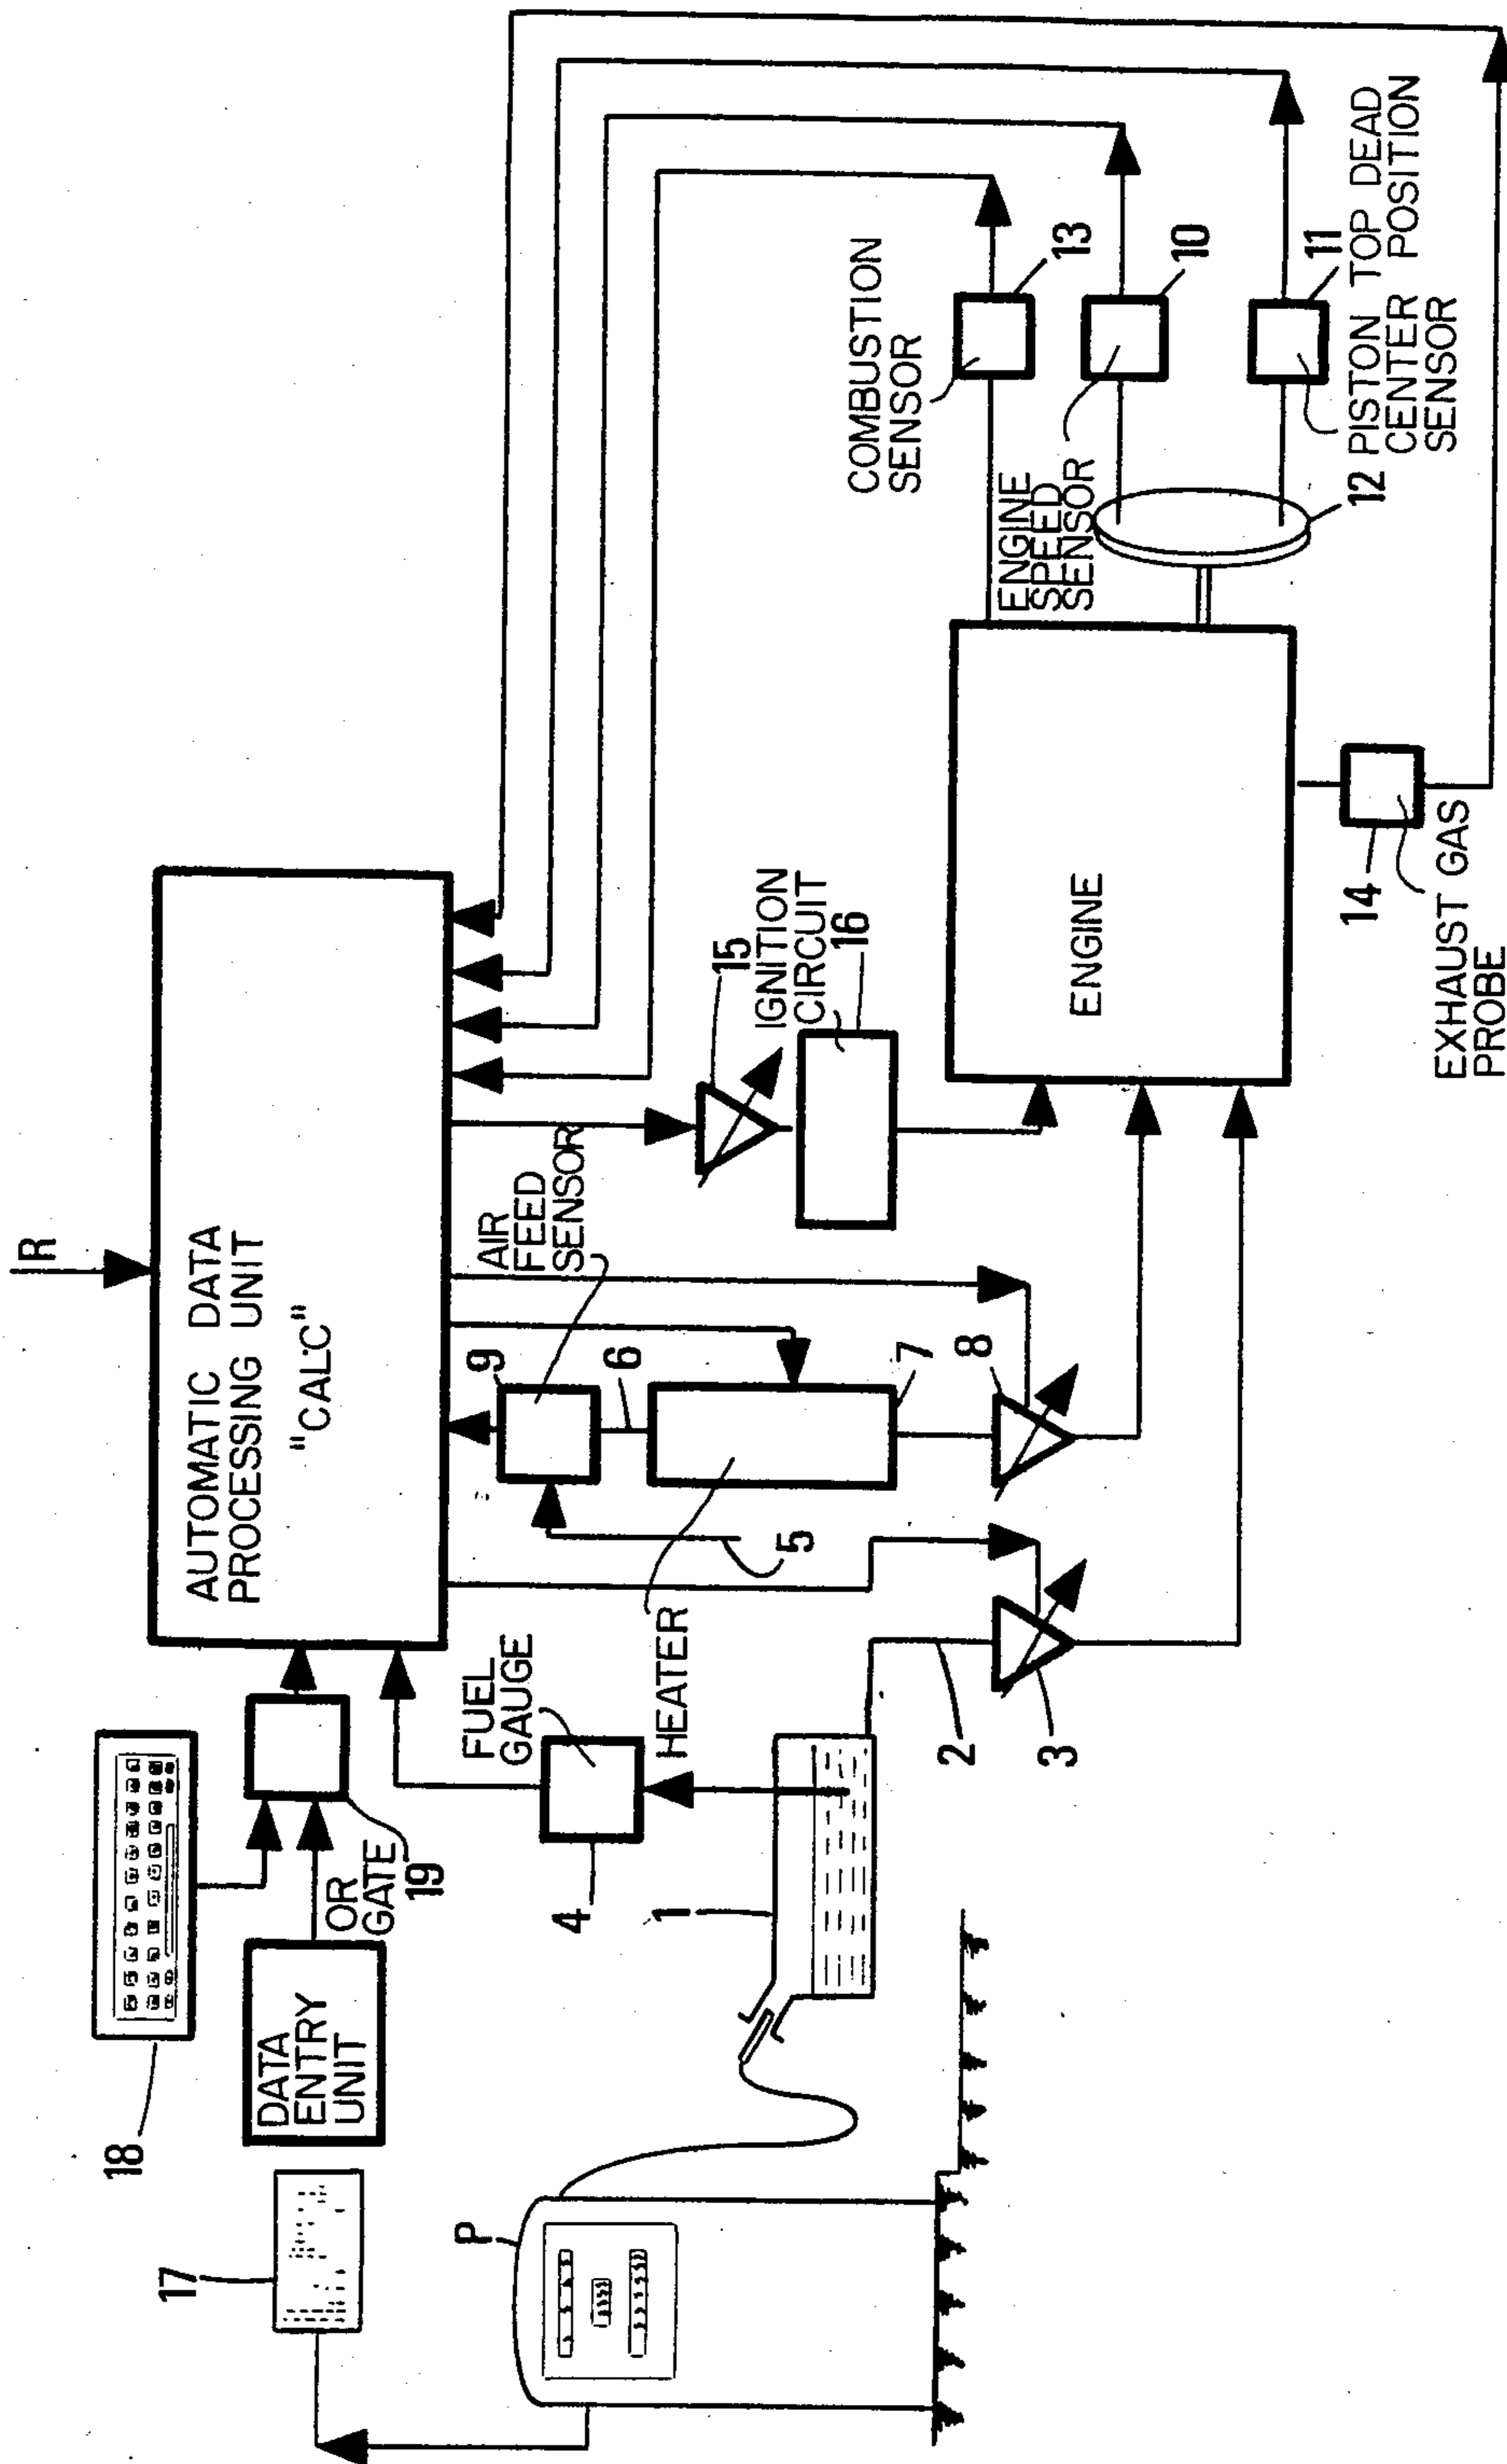 R
AUTOMATIC DATA
PROCESSING UNIT
"CALC"
18
17
DATA
ENTRY
UNIT
OR
GATE
19
P
FUEL
GAUGE
4
HEATER
1
2
3
5
9
6
7
8
AIR
FEED
SENSOR
15
IGNITION
CIRCUIT
16
ENGINE
COMBUSTION
SENSOR
13
ENGINE
SPEED
SENSOR
10
11
PISTON TOP DEAD
CENTER POSITION
SENSOR
12
14
EXHAUST GAS
PROBE